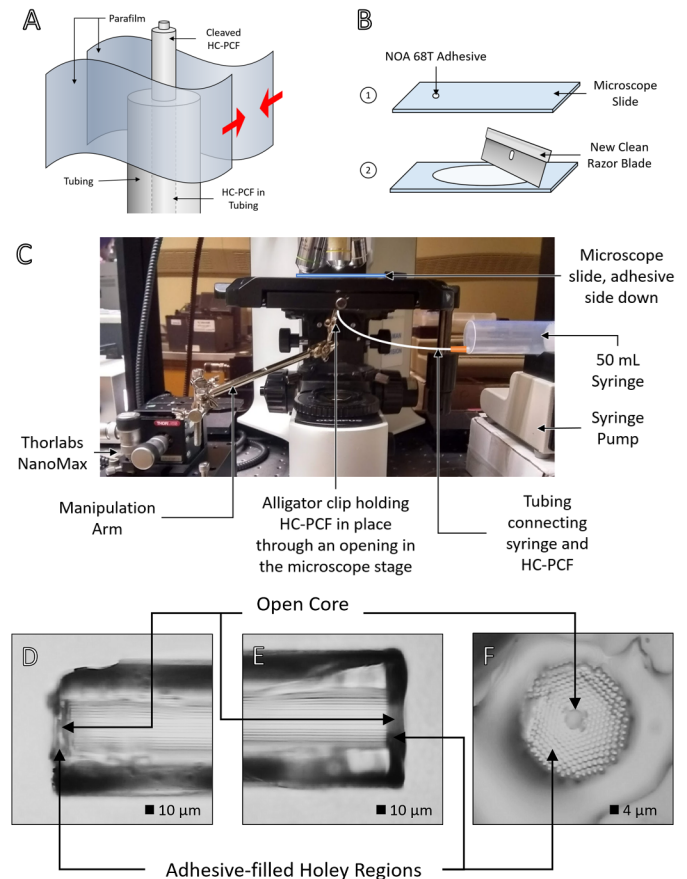 A
Parafilm
Cleaved
HC-PCF
Tubing
HC-PCF in
Tubing
B
NOA 68T Adhesive
1
Microscope
Slide
2
New Clean
Razor Blade
C
Microscope
slide, adhesive
side down
50 mL
Syringe
Syringe
Pump
Thorlabs
NanoMax
Manipulation
Arm
Alligator clip holding
HC-PCF in place
through an opening in
the microscope stage
Tubing
connecting
syringe and
HC-PCF
Open Core
D
10 μm
E
10 μm
F
4 μm
Adhesive-filled Holey Regions